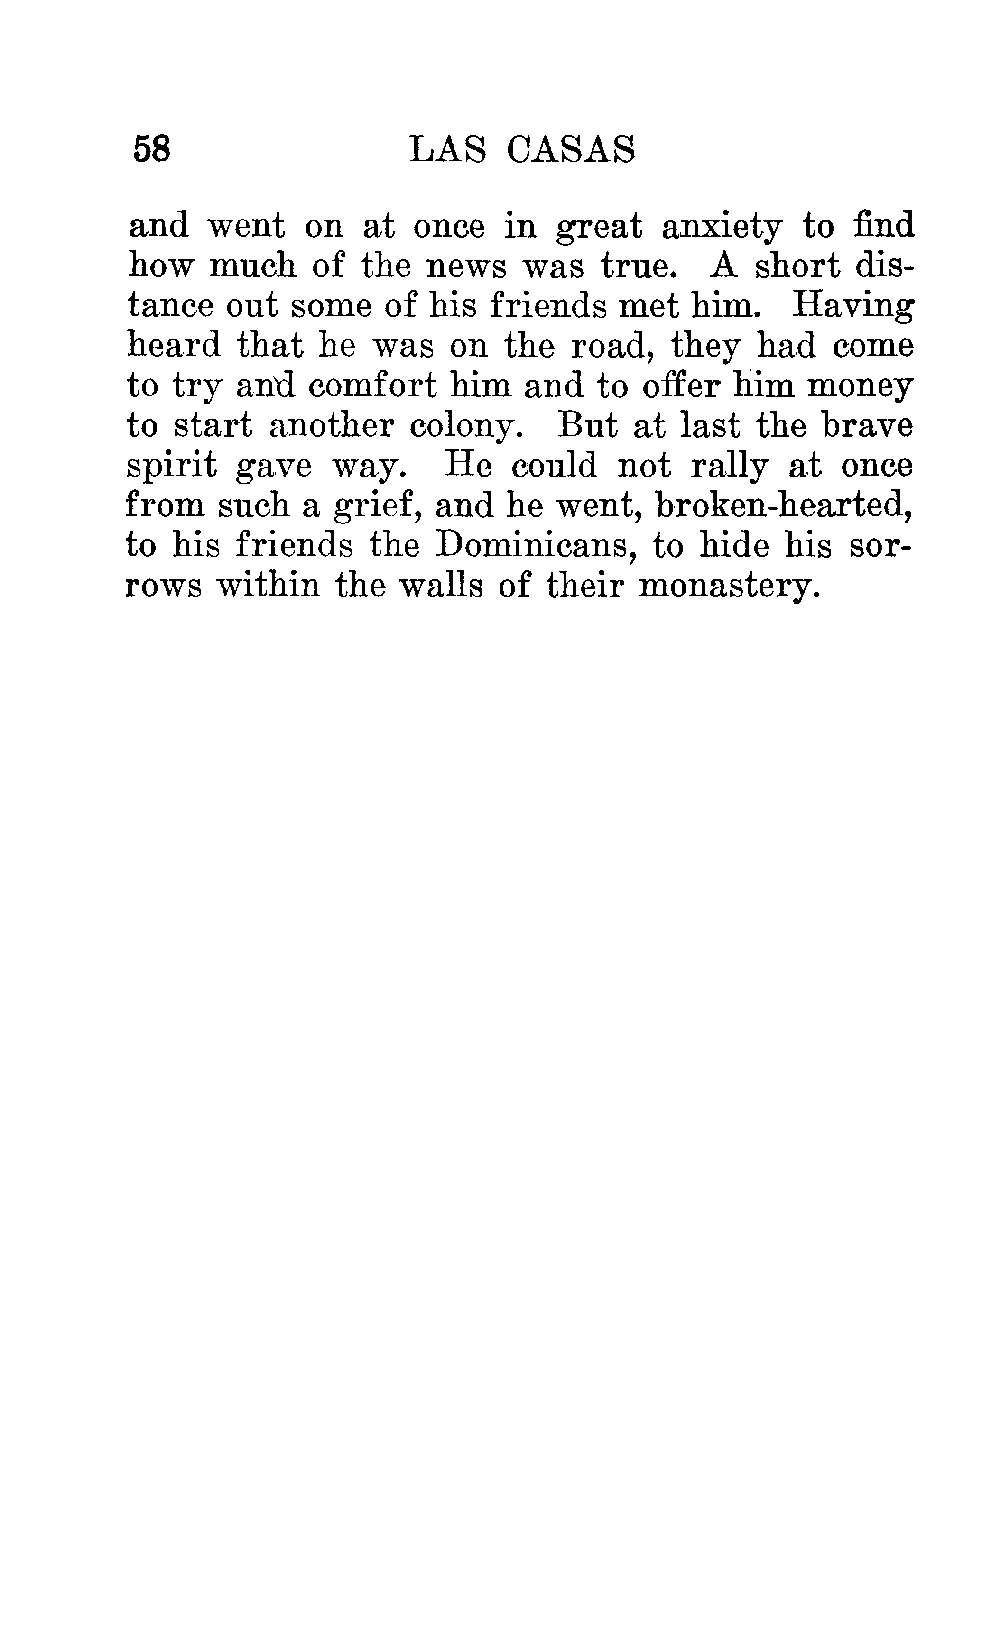 58 LAS CASAS
and went on at once in great anxiety to find
how much of the news was true. A short dis-
tance out some of his friends met him. Having
heard that he was on the road, they had come
to try and comfort him and to offer him money
to start another colony. But at last the brave
spirit gave way. He could not rally at once
from such a grief, and he went, broken-hearted,
to his friends the Dominicans, to hide his sor-
rows within the walls of their monastery.